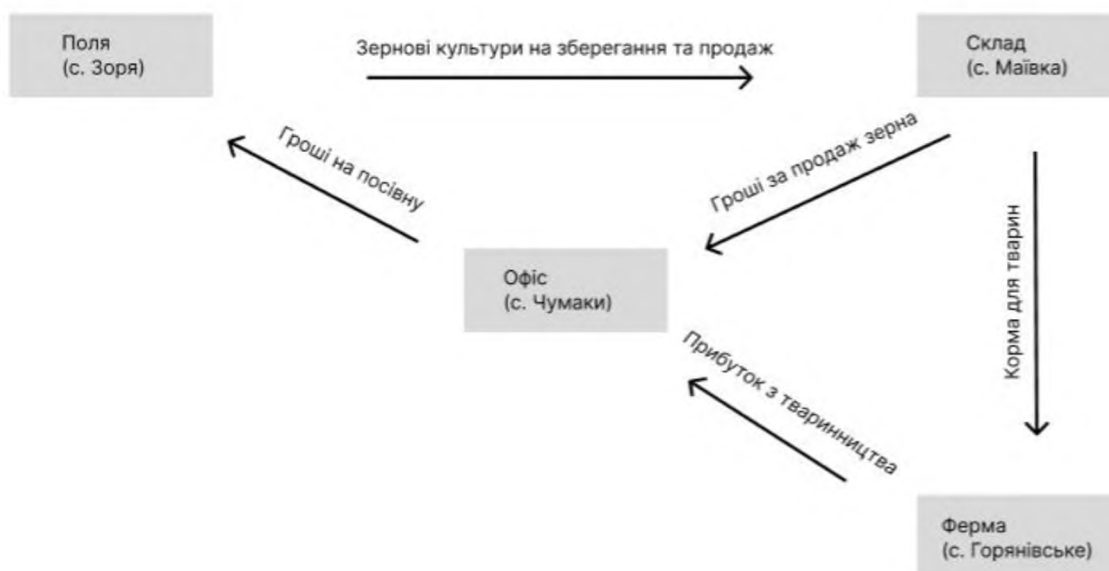 Поля
(с. Зоря)
Зернові культури на зберегання та продаж
Склад
(с. Маївка)
Гроші на посівну
Гроші за продаж зерна
Корма для тварин
Офіс
(с. Чумаки)
Прибуток з тваринництва
Ферма
(с. Горянівське)